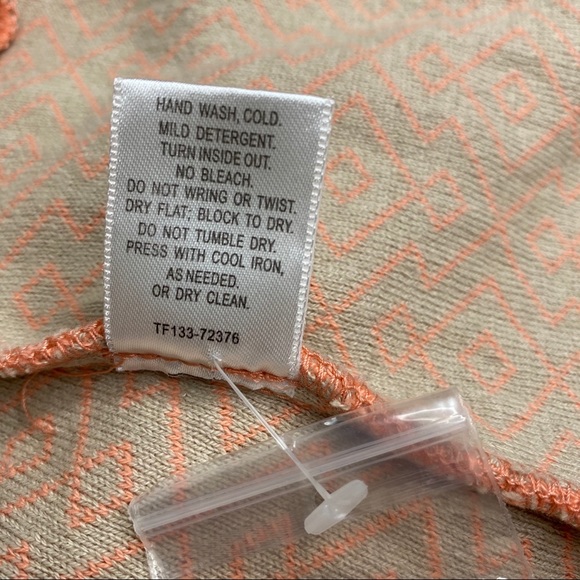 HAND WASH, COLD.
MILD DETERGENT.
TURN INSIDE OUT.
NO BLEACH.
DO NOT WRING OR TWIST.
DRY FLAT; BLOCK TO DRY.
DO NOT TUMBLE DRY.
PRESS WITH COOL IRON,
AS NEEDED.
OR DRY CLEAN.
TF133-72376